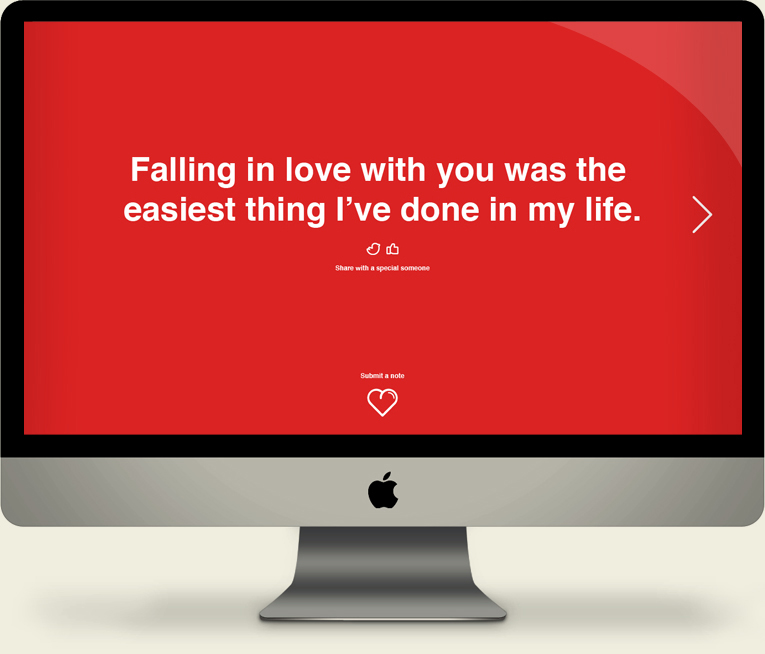 Falling in love with you was the
easiest thing I’ve done in my life.
Share with a special someone
Submit a note